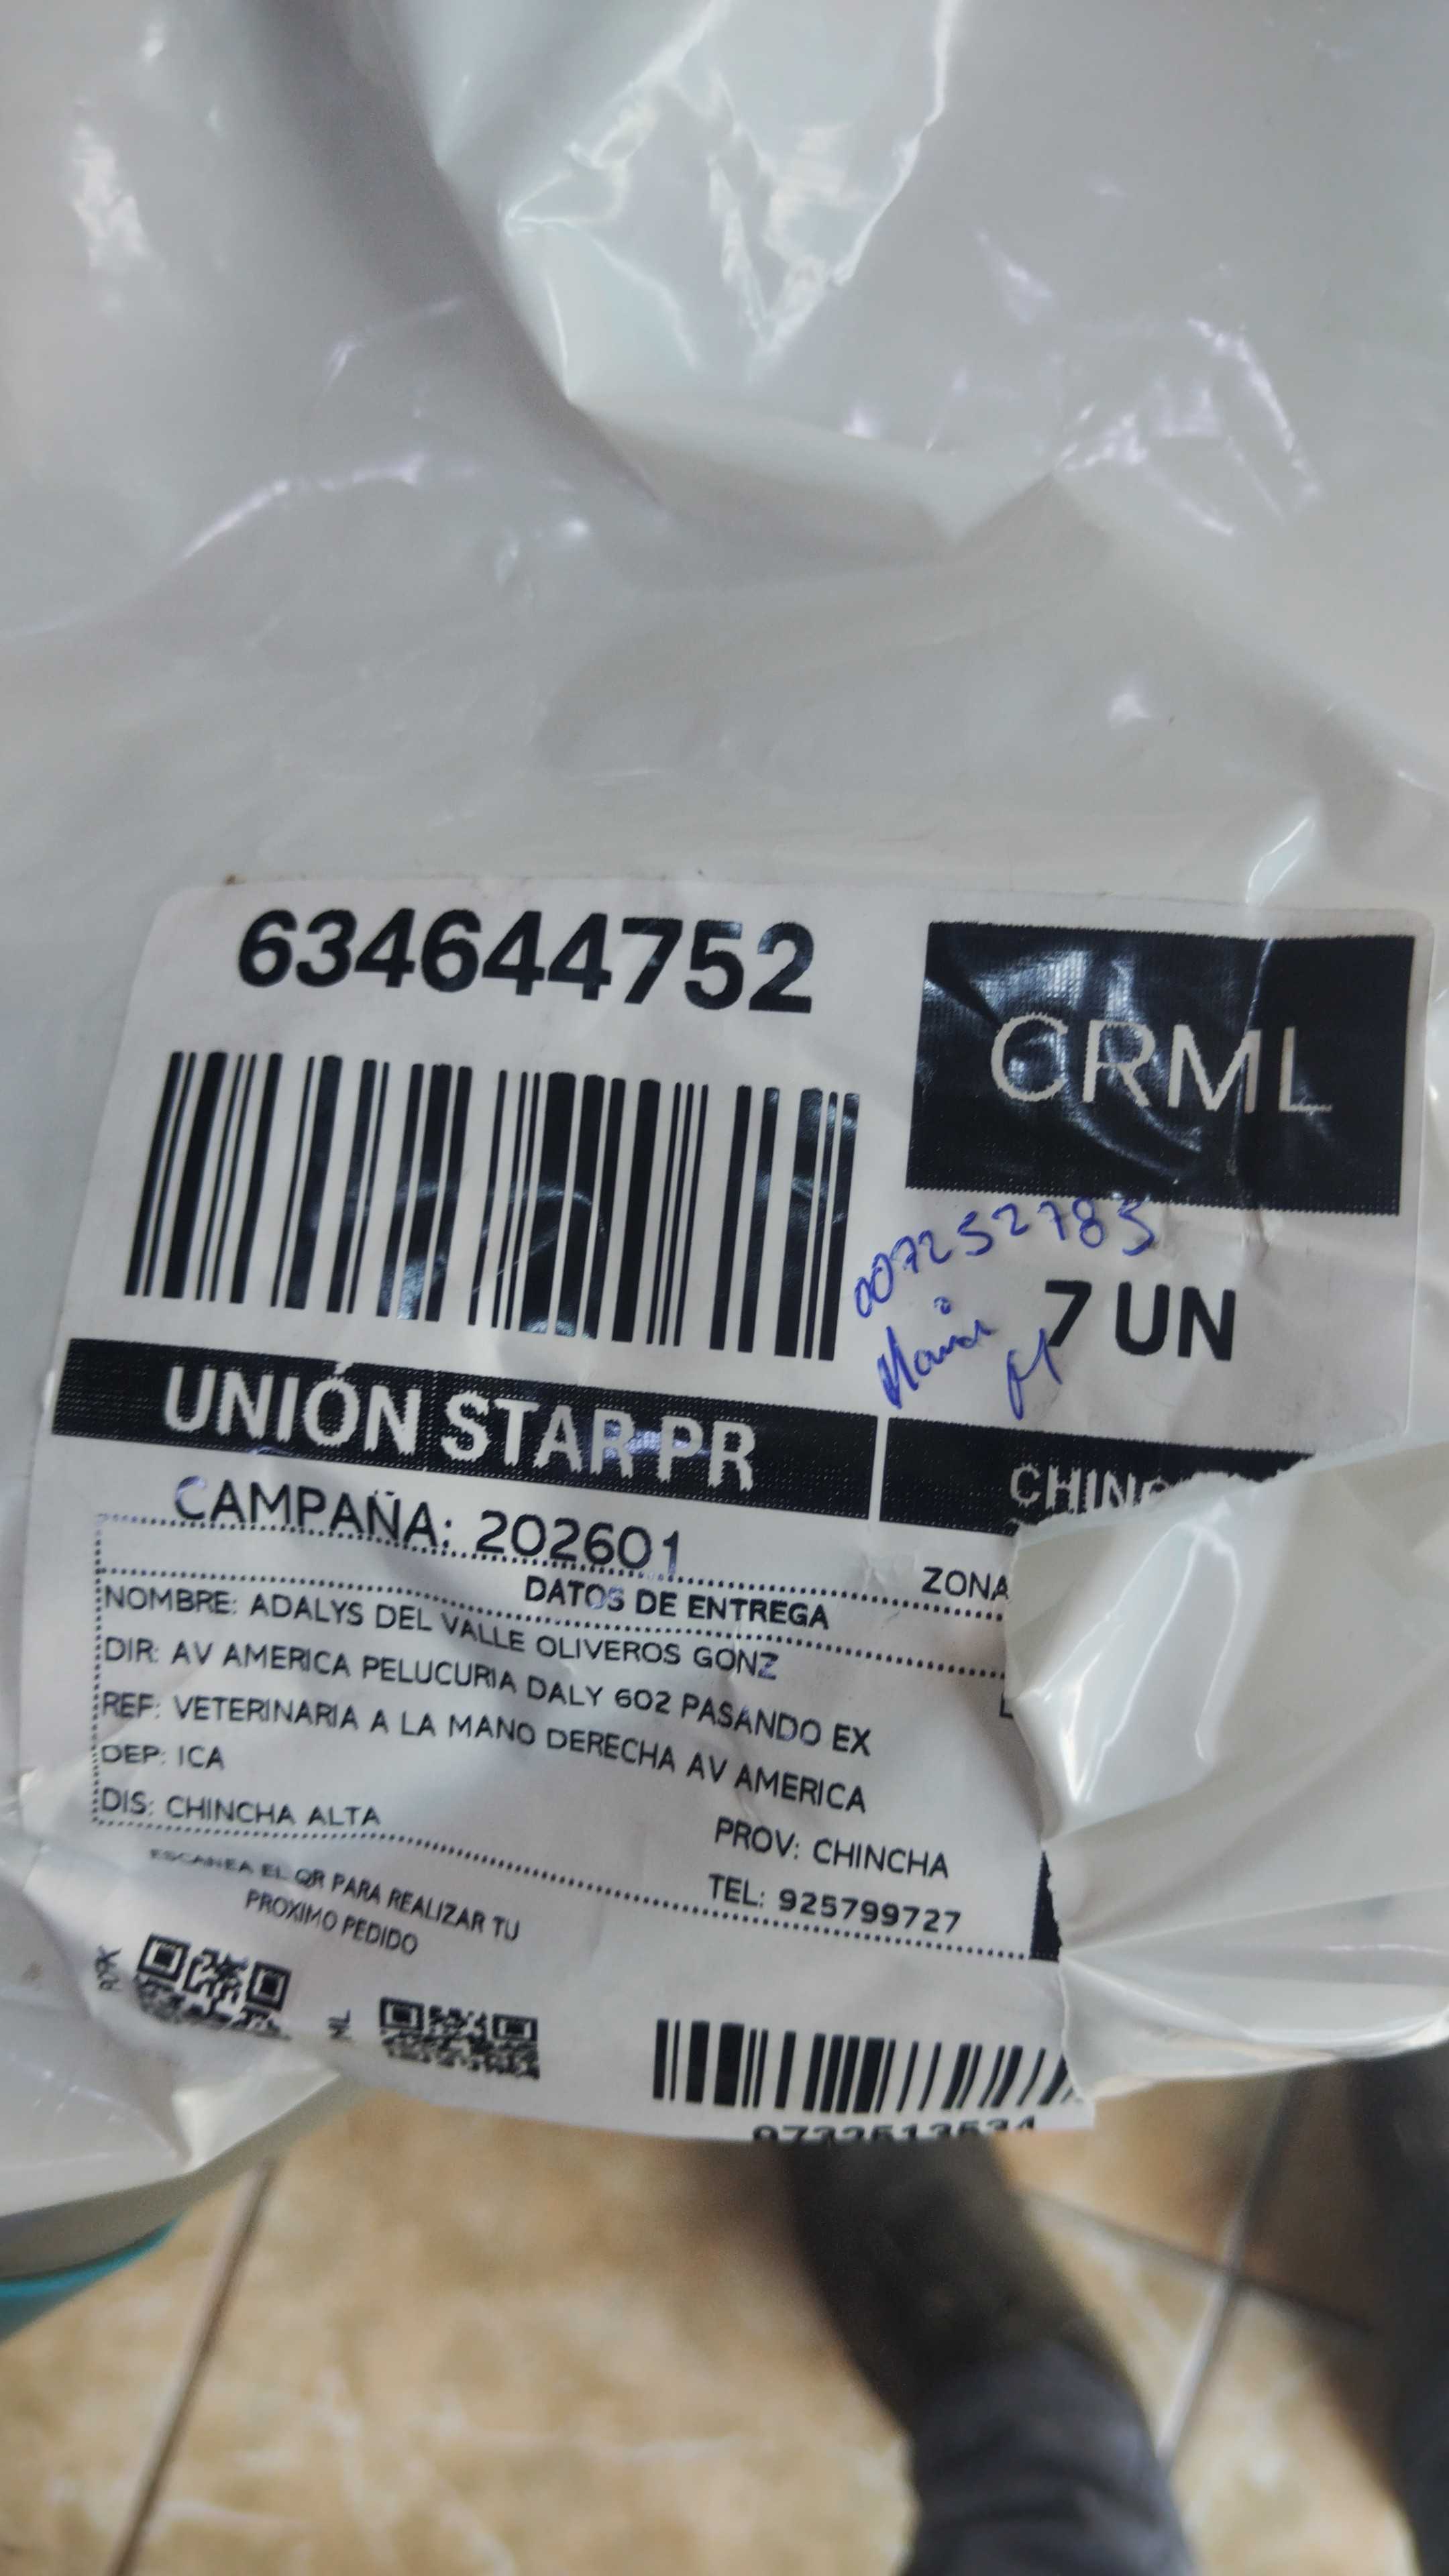 634644752
CRML
007252785
7 UN
UNIÓN STAR PR
CAMPAÑA: 202601
ZONA
DATOS DE ENTREGA
NOMBRE: ADALYS DEL VALLE OLIVEROS GONZ
DIR: AV AMERICA PELUCURIA DALY 602 PASANDO EX
REF: VETERINARIA A LA MANO DERECHA AV AMERICA
DEP: ICA
PROV: CHINCHA
DIS: CHINCHA ALTA
TEL: 925799727
ESCANEA EL QR PARA REALIZAR TU
PROXIMO PEDIDO
ML